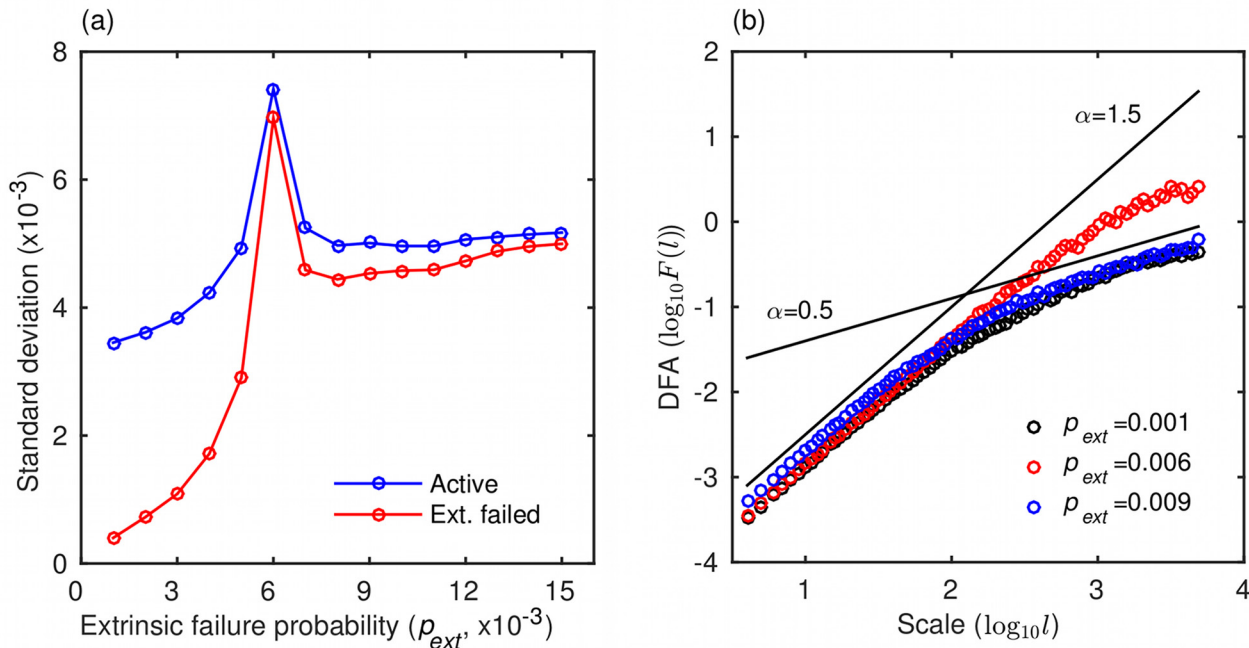 (a)
8
6
4
2
0
Standard deviation (x10⁻³)
Active
Ext. failed
0 3 6 9 12 15
Extrinsic failure probability (p_ext, x10⁻³)
(b)
2
1
0
-1
-2
-3
-4
DFA (log₁₀F(l))
α=1.5
α=0.5
p_ext=0.001
p_ext=0.006
p_ext=0.009
1 2 3 4
Scale (log₁₀l)